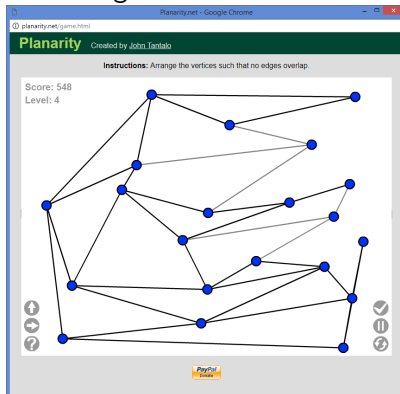 Planarity.net - Google Chrome
planarity.net/game.html
Planarity Created by John Tantalo
Instructions: Arrange the vertices such that no edges overlap.
Score: 548
Level: 4
?
PayPal
Donate